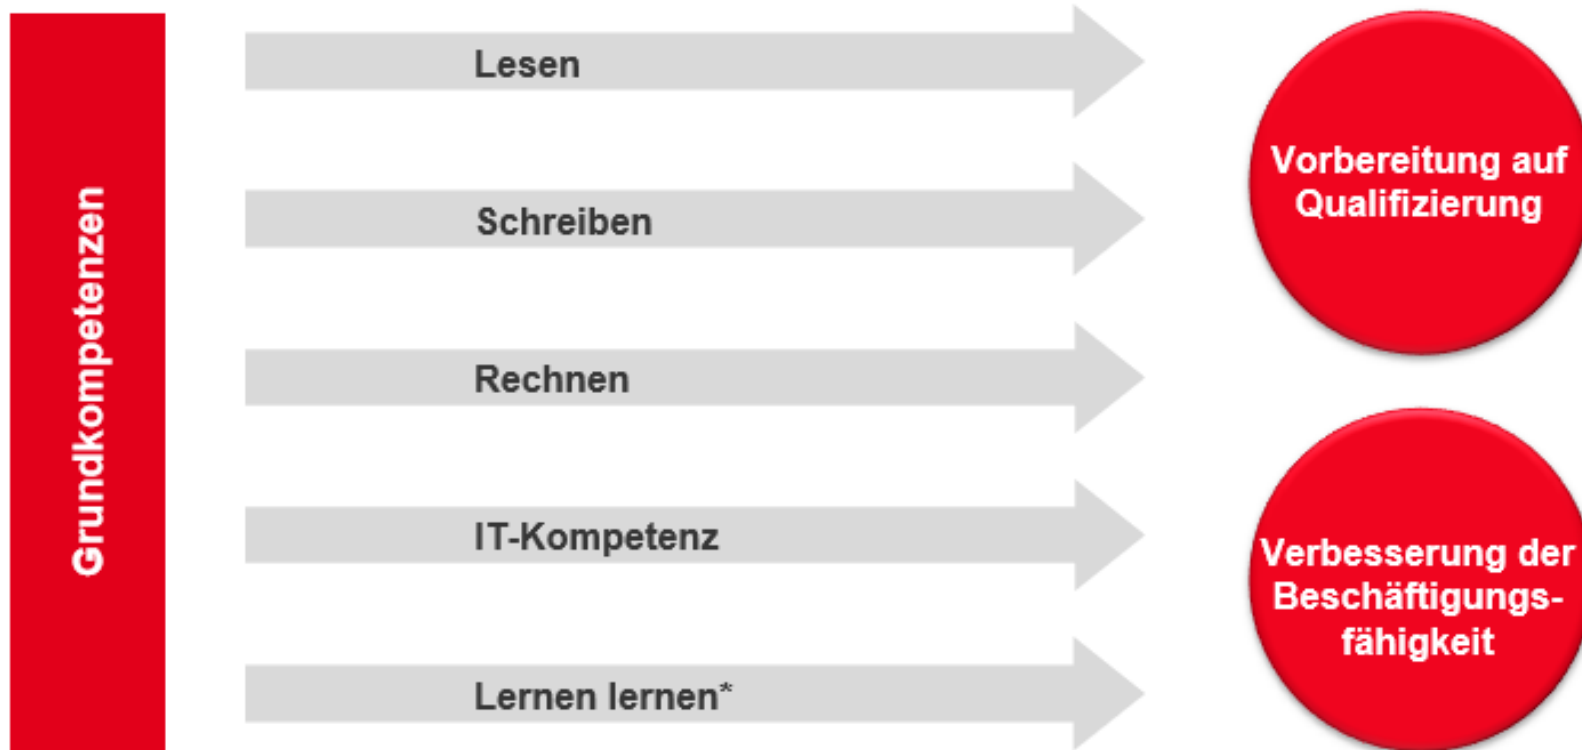 Grundkompetenzen
Lesen
Schreiben
Rechnen
IT-Kompetenz
Lernen lernen*
Vorbereitung auf
Qualifizierung
Verbesserung der
Beschäftigungs-
fähigkeit